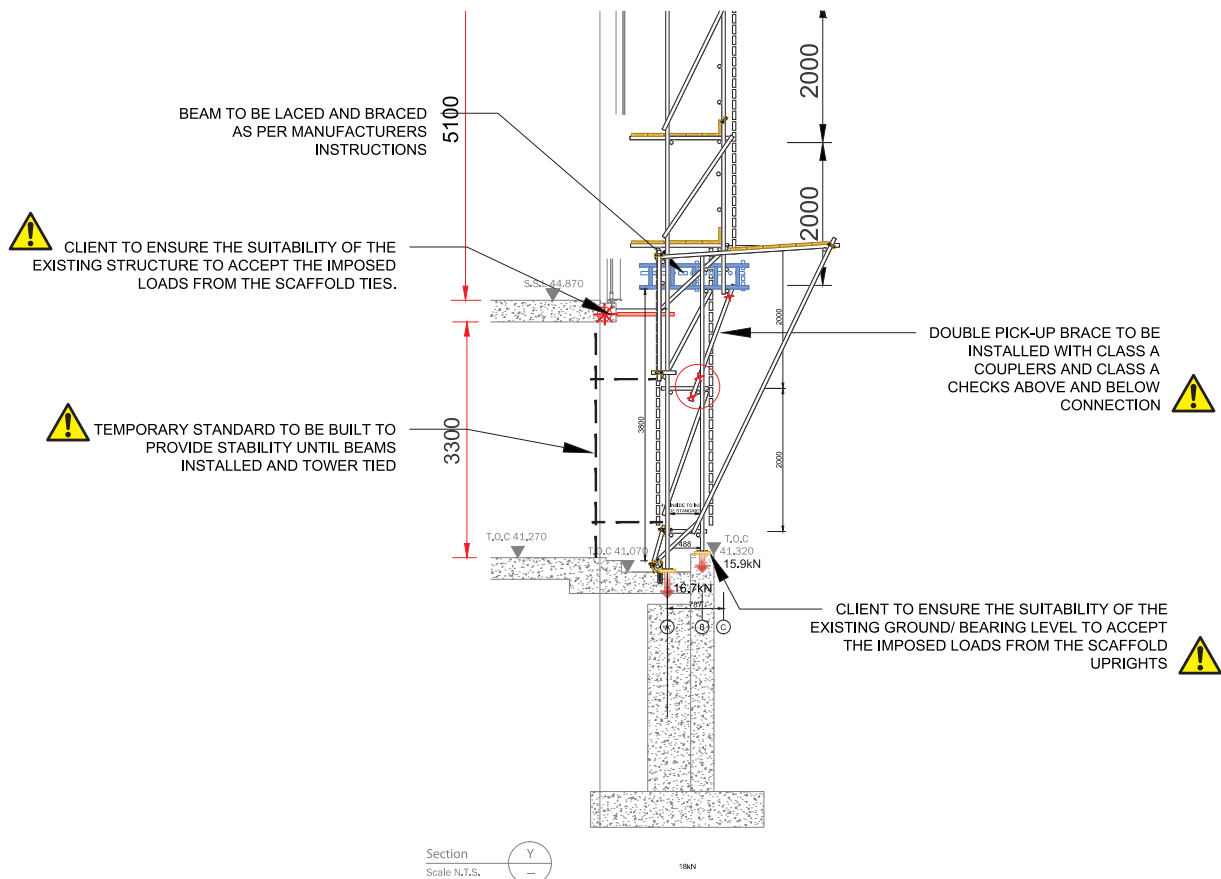 2000
BEAM TO BE LACED AND BRACED
AS PER MANUFACTURERS
INSTRUCTIONS
5100
2000
CLIENT TO ENSURE THE SUITABILITY OF THE
EXISTING STRUCTURE TO ACCEPT THE IMPOSED
LOADS FROM THE SCAFFOLD TIES.
S.S.L 44.870
2000
DOUBLE PICK-UP BRACE TO BE
INSTALLED WITH CLASS A
COUPLERS AND CLASS A
CHECKS ABOVE AND BELOW
CONNECTION
3800
3300
TEMPORARY STANDARD TO BE BUILT TO
PROVIDE STABILITY UNTIL BEAMS
INSTALLED AND TOWER TIED
2000
488
T.O.C 41.270
T.O.C 41.070
T.O.C
41.320
15.9kN
16.7kN
787
A
B
C
CLIENT TO ENSURE THE SUITABILITY OF THE
EXISTING GROUND/ BEARING LEVEL TO ACCEPT
THE IMPOSED LOADS FROM THE SCAFFOLD
UPRIGHTS
Section
Y
Scale N.T.S.
–
18kN